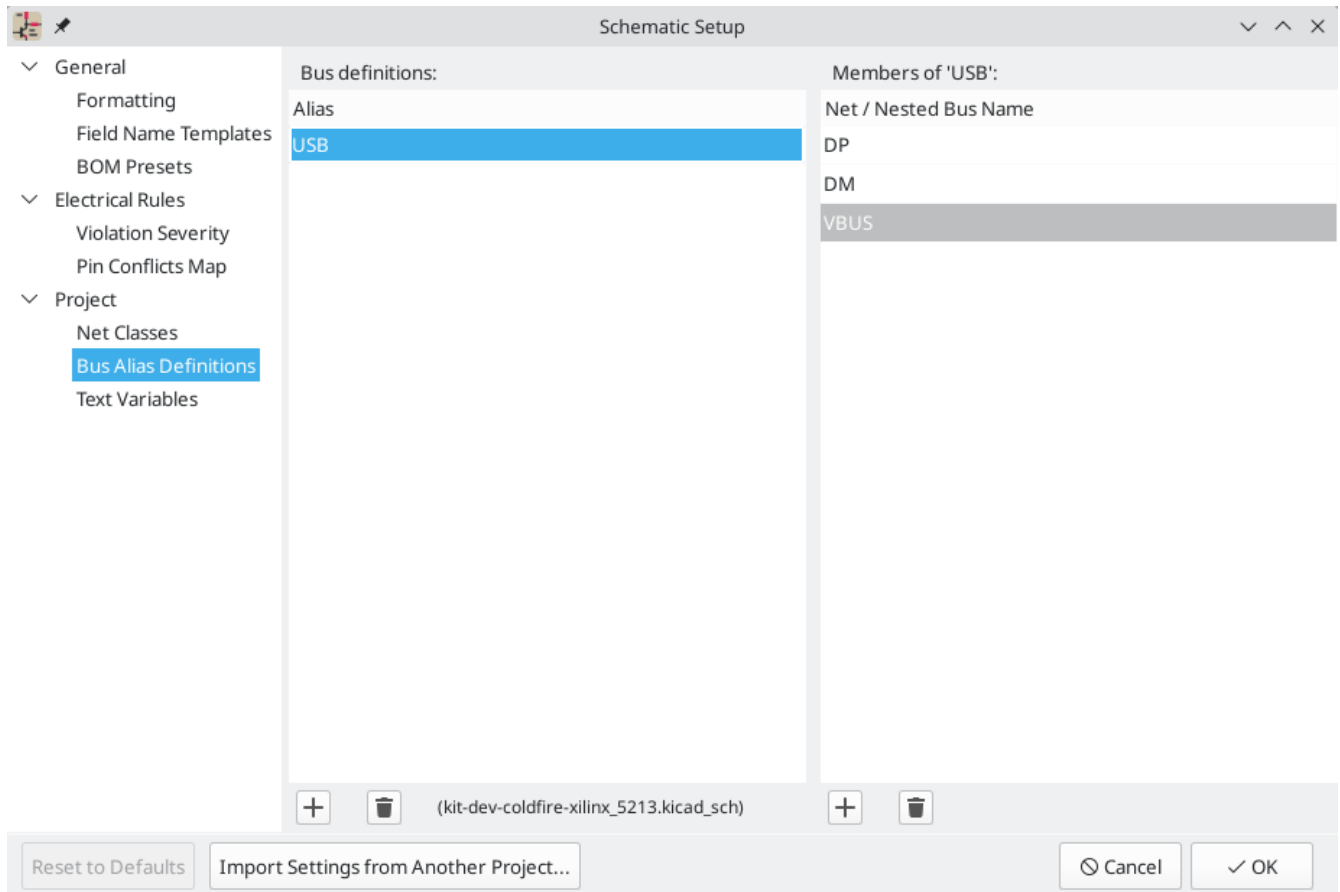 Schematic Setup
General
Formatting
Field Name Templates
BOM Presets
Electrical Rules
Violation Severity
Pin Conflicts Map
Project
Net Classes
Bus Alias Definitions
Text Variables
Bus definitions:
Alias
USB
(kit-dev-coldfire-xilinx_5213.kicad_sch)
Members of 'USB':
Net / Nested Bus Name
DP
DM
VBUS
Reset to Defaults
Import Settings from Another Project...
Cancel
OK